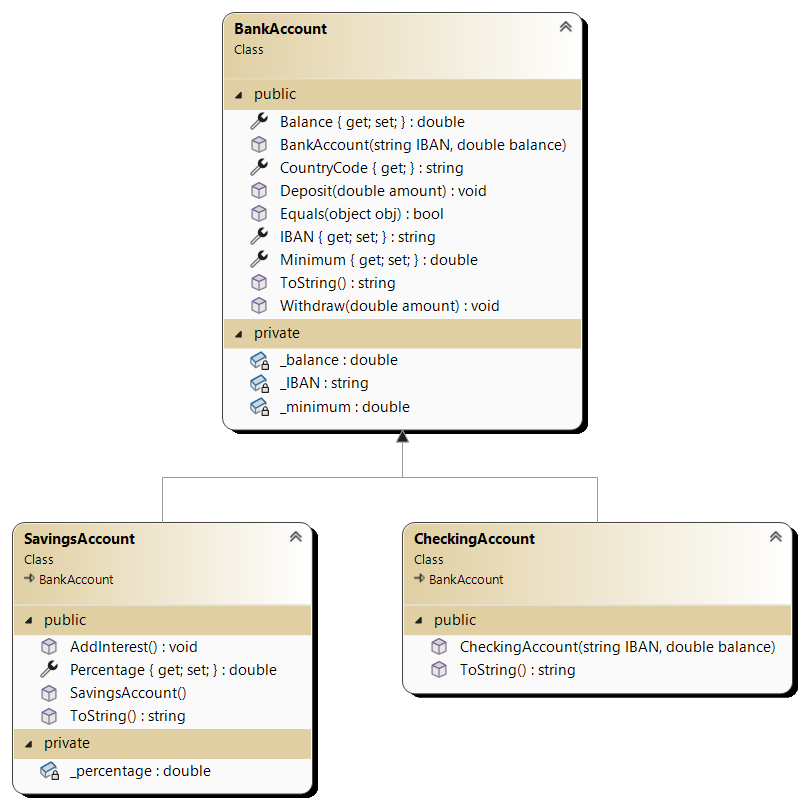 BankAccount
Class
public
Balance { get; set; } : double
BankAccount(string IBAN, double balance)
CountryCode { get; } : string
Deposit(double amount) : void
Equals(object obj) : bool
IBAN { get; set; } : string
Minimum { get; set; } : double
ToString() : string
Withdraw(double amount) : void
private
_balance : double
_IBAN : string
_minimum : double
SavingsAccount
Class
BankAccount
public
AddInterest() : void
Percentage { get; set; } : double
SavingsAccount()
ToString() : string
private
_percentage : double
CheckingAccount
Class
BankAccount
public
CheckingAccount(string IBAN, double balance)
ToString() : string